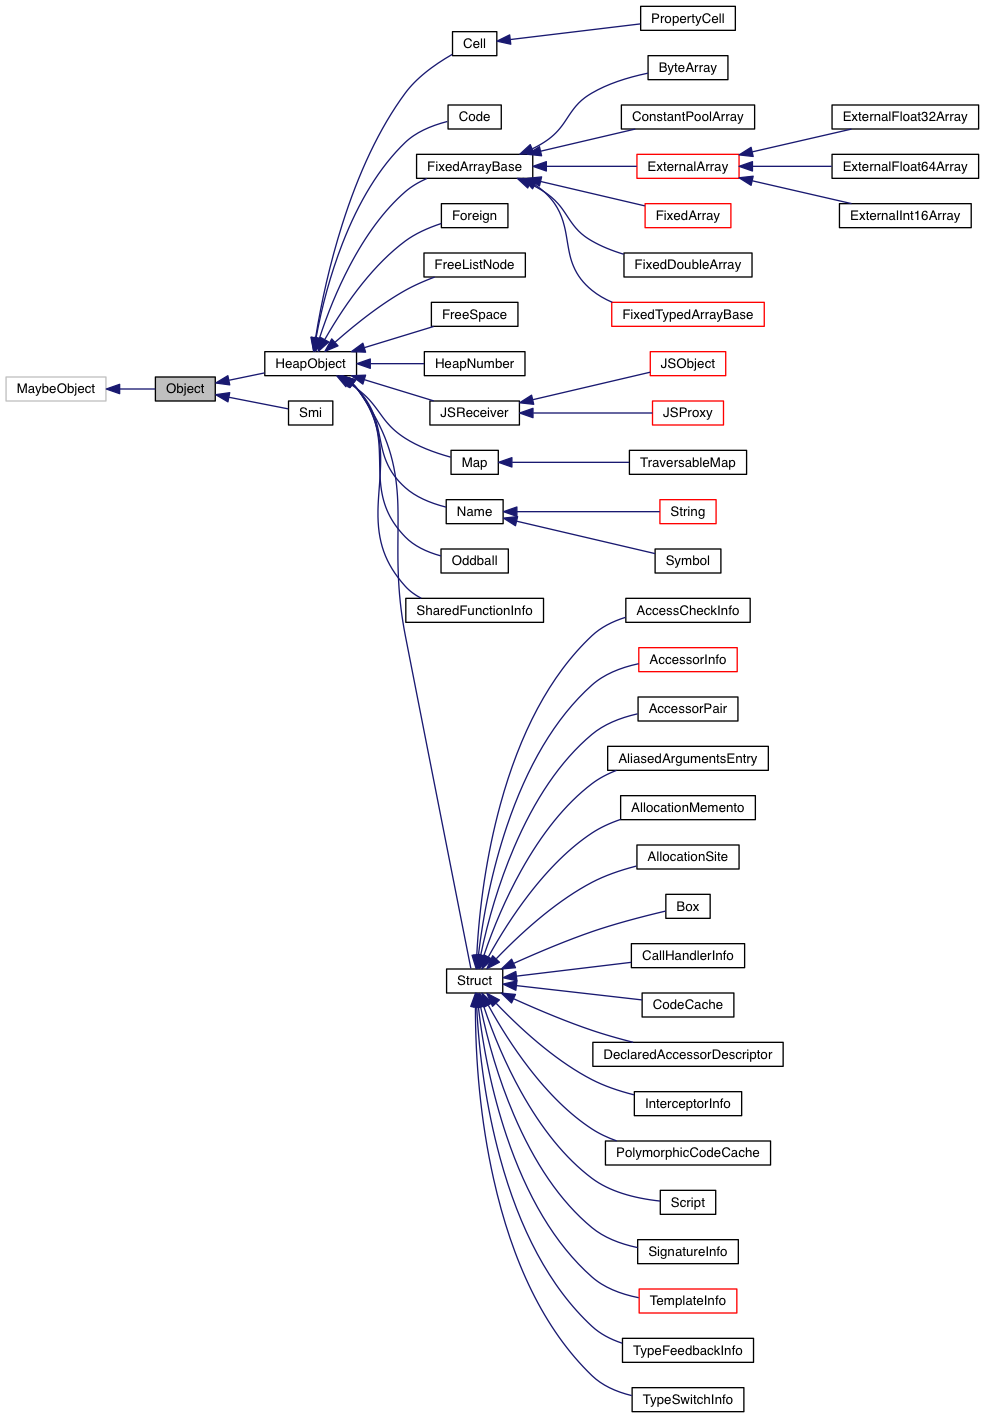 PropertyCell
Cell
ByteArray
Code
ConstantPoolArray
ExternalFloat32Array
FixedArrayBase
ExternalArray
ExternalFloat64Array
Foreign
FixedArray
ExternalInt16Array
FreeListNode
FixedDoubleArray
FreeSpace
FixedTypedArrayBase
HeapObject
HeapNumber
JSObject
MaybeObject
Object
Smi
JSReceiver
JSProxy
Map
TraversableMap
Name
String
Oddball
Symbol
SharedFunctionInfo
AccessCheckInfo
AccessorInfo
AccessorPair
AliasedArgumentsEntry
AllocationMemento
AllocationSite
Box
CallHandlerInfo
Struct
CodeCache
DeclaredAccessorDescriptor
InterceptorInfo
PolymorphicCodeCache
Script
SignatureInfo
TemplateInfo
TypeFeedbackInfo
TypeSwitchInfo